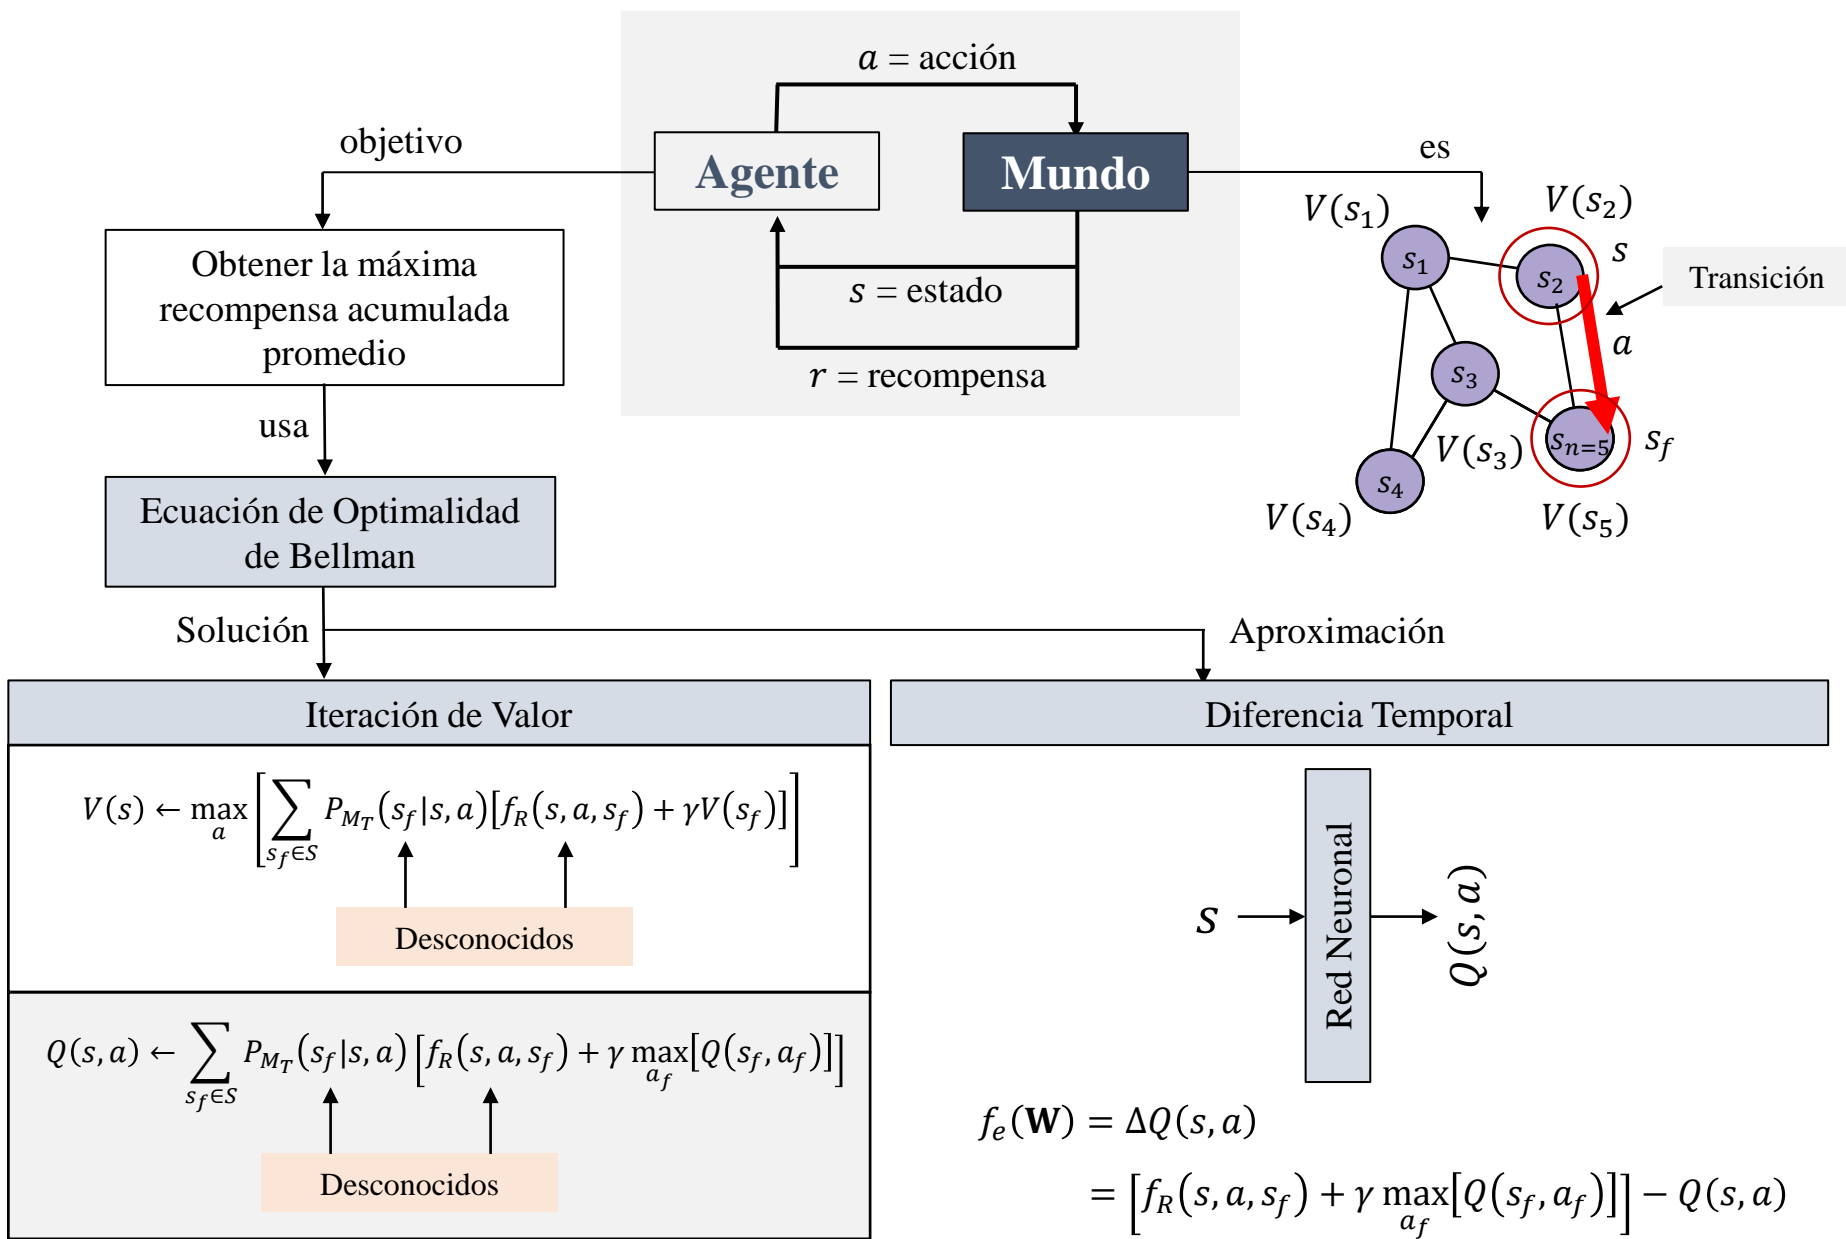 a = acción
objetivo
Agente
Mundo
es
s = estado
r = recompensa
V(s₁)
V(s₂)
s
s₁
s₂
Transición
a
s₃
V(s₃)
sₙ₌₅
s_f
s₄
V(s₄)
V(s₅)
Obtener la máxima
recompensa acumulada
promedio
usa
Ecuación de Optimalidad
de Bellman
Solución
Aproximación
Iteración de Valor
V(s) ← max_a [∑_{s_f∈S} P_{M_T}(s_f|s, a)[f_R(s, a, s_f) + γV(s_f)]]
Desconocidos
Q(s, a) ← ∑_{s_f∈S} P_{M_T}(s_f|s, a) [f_R(s, a, s_f) + γ max_{a_f}[Q(s_f, a_f)]]
Desconocidos
Diferencia Temporal
s
Red Neuronal
Q(s, a)
f_e(𝐖) = ΔQ(s, a)
= [f_R(s, a, s_f) + γ max_{a_f}[Q(s_f, a_f)]] − Q(s, a)